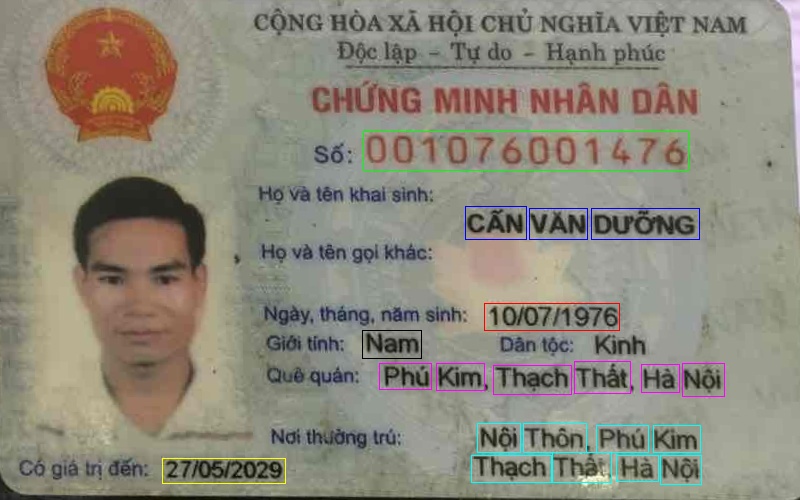 CỘNG HÒA XÃ HỘI CHỦ NGHĨA VIỆT NAM
Độc lập - Tự do - Hạnh phúc
CHỨNG MINH NHÂN DÂN
Số: 001076001476
Họ và tên khai sinh:
CẤN VĂN DƯỠNG
Họ và tên gọi khác:
Ngày, tháng, năm sinh: 10/07/1976
Giới tính: Nam Dân tộc: Kinh
Quê quán: Phú Kim, Thạch Thất, Hà Nội
Nơi thường trú: Nội Thôn, Phú Kim
Thạch Thất, Hà Nội
Có giá trị đến: 27/05/2029